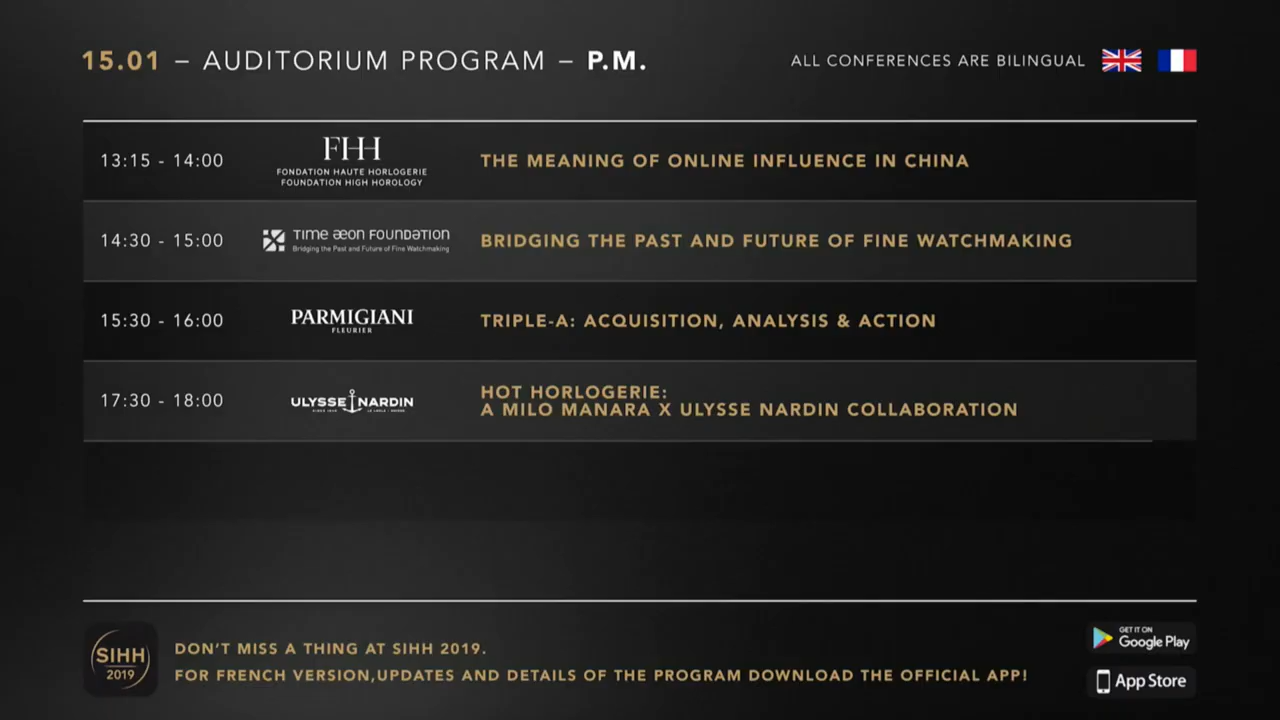 15.01 – AUDITORIUM PROGRAM – P.M.
ALL CONFERENCES ARE BILINGUAL
13:15 - 14:00
FHH
FONDATION HAUTE HORLOGERIE
FOUNDATION HIGH HOROLOGY
THE MEANING OF ONLINE INFLUENCE IN CHINA
14:30 - 15:00
TIME ÆON FOUNDATION
Bridging the Past and Future of Fine Watchmaking
BRIDGING THE PAST AND FUTURE OF FINE WATCHMAKING
15:30 - 16:00
PARMIGIANI
FLEURIER
TRIPLE-A: ACQUISITION, ANALYSIS & ACTION
17:30 - 18:00
ULYSSE NARDIN
HOT HORLOGERIE:
A MILO MANARA X ULYSSE NARDIN COLLABORATION
SIHH
2019
DON'T MISS A THING AT SIHH 2019.
FOR FRENCH VERSION,UPDATES AND DETAILS OF THE PROGRAM DOWNLOAD THE OFFICIAL APP!
GET IT ON
Google Play
App Store